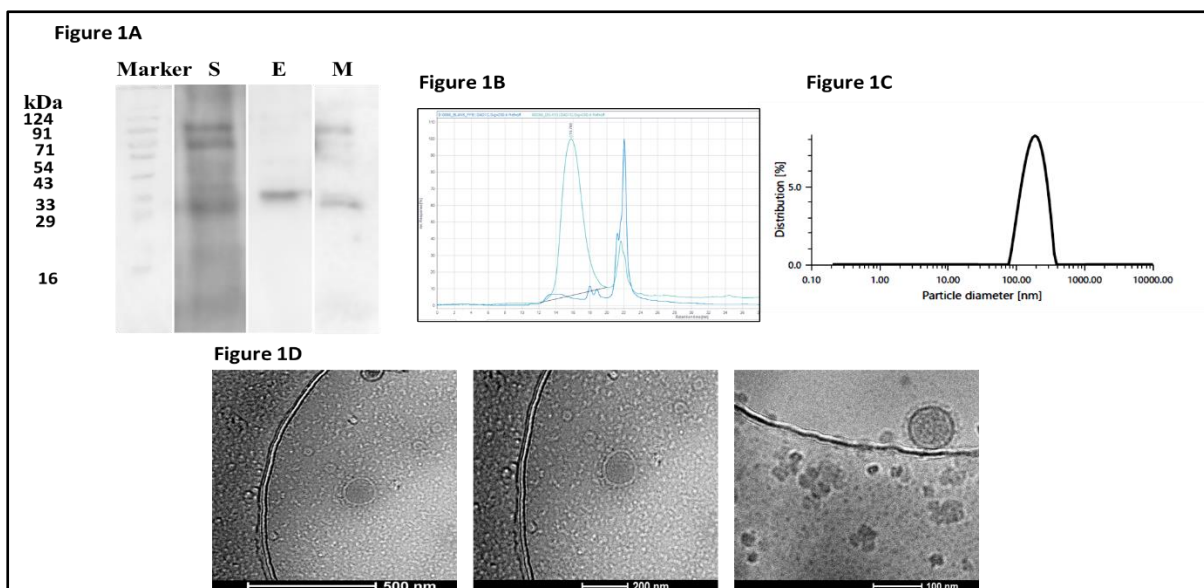 Figure 1A
Marker S E M
kDa
124
91
71
54
43
33
29
16
Figure 1B
Figure 1C
Distribution [%]
5.0
0.0
0.10 1.00 10.00 100.00 1000.00 10000.00
Particle diameter [nm]
Figure 1D
500 nm
200 nm
100 nm